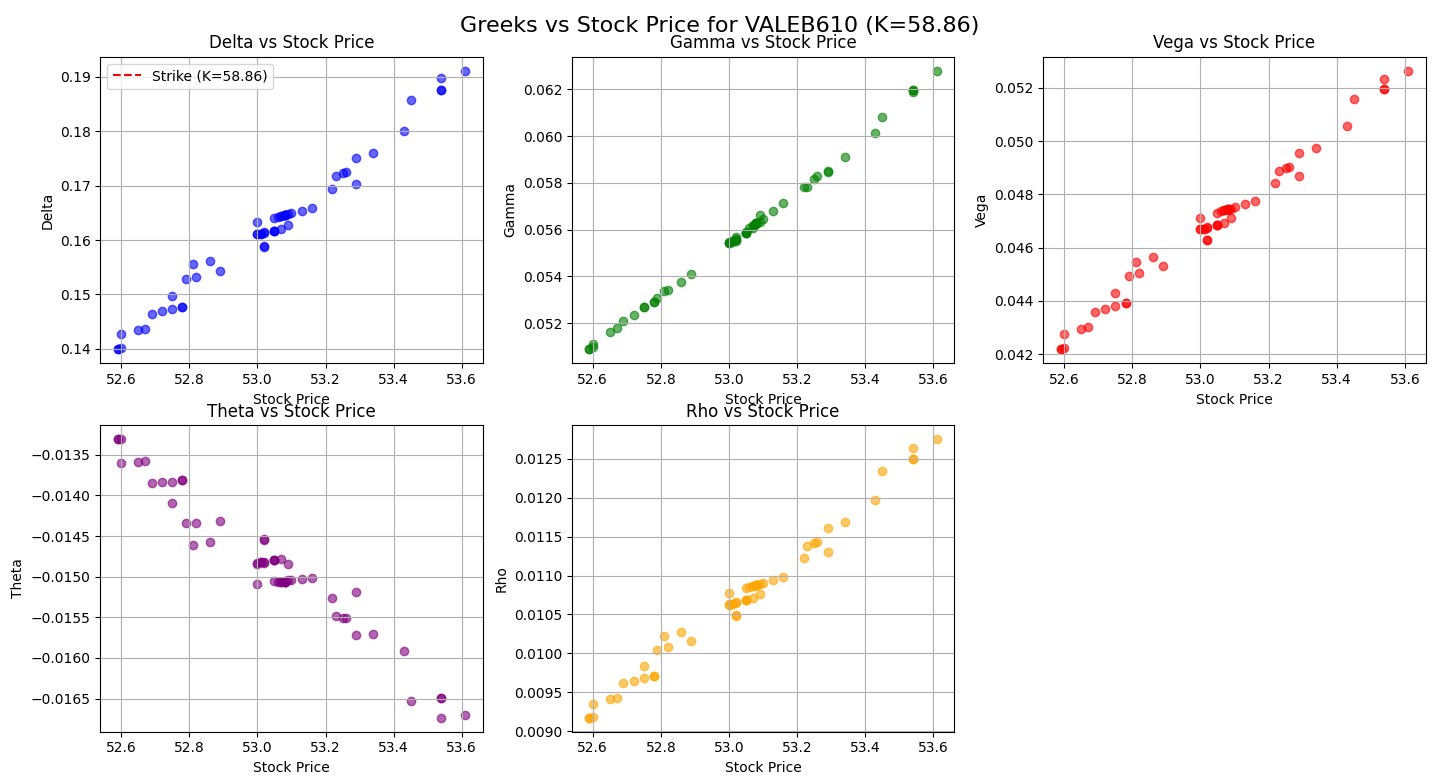 Greeks vs Stock Price for VALEB610 (K=58.86)
Delta vs Stock Price
Strike (K=58.86)
0.19
0.18
0.17
0.16
0.15
0.14
Delta
52.6 52.8 53.0 53.2 53.4 53.6
Stock Price
Gamma vs Stock Price
0.062
0.060
0.058
0.056
0.054
0.052
Gamma
52.6 52.8 53.0 53.2 53.4 53.6
Stock Price
Vega vs Stock Price
0.052
0.050
0.048
0.046
0.044
0.042
Vega
52.6 52.8 53.0 53.2 53.4 53.6
Stock Price
Theta vs Stock Price
−0.0135
−0.0140
−0.0145
−0.0150
−0.0155
−0.0160
−0.0165
Theta
52.6 52.8 53.0 53.2 53.4 53.6
Stock Price
Rho vs Stock Price
0.0125
0.0120
0.0115
0.0110
0.0105
0.0100
0.0095
0.0090
Rho
52.6 52.8 53.0 53.2 53.4 53.6
Stock Price